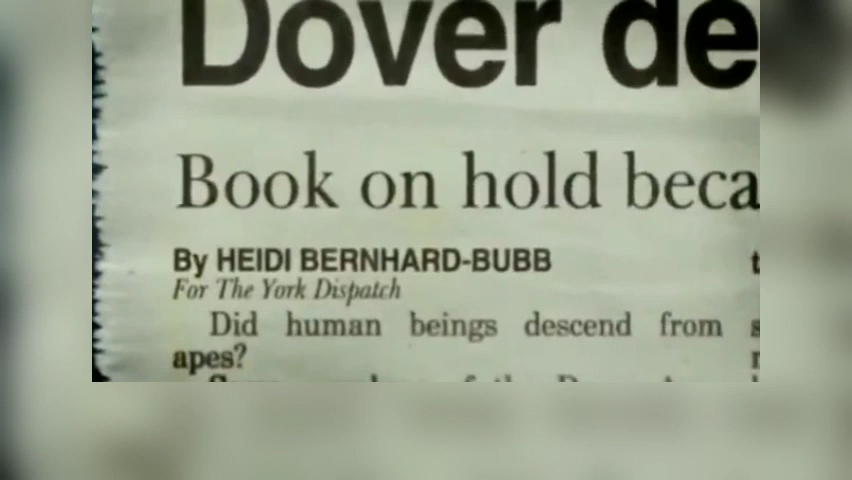 Dover de
Book on hold beca
By HEIDI BERNHARD-BUBB
For The York Dispatch
Did human beings descend from
apes?